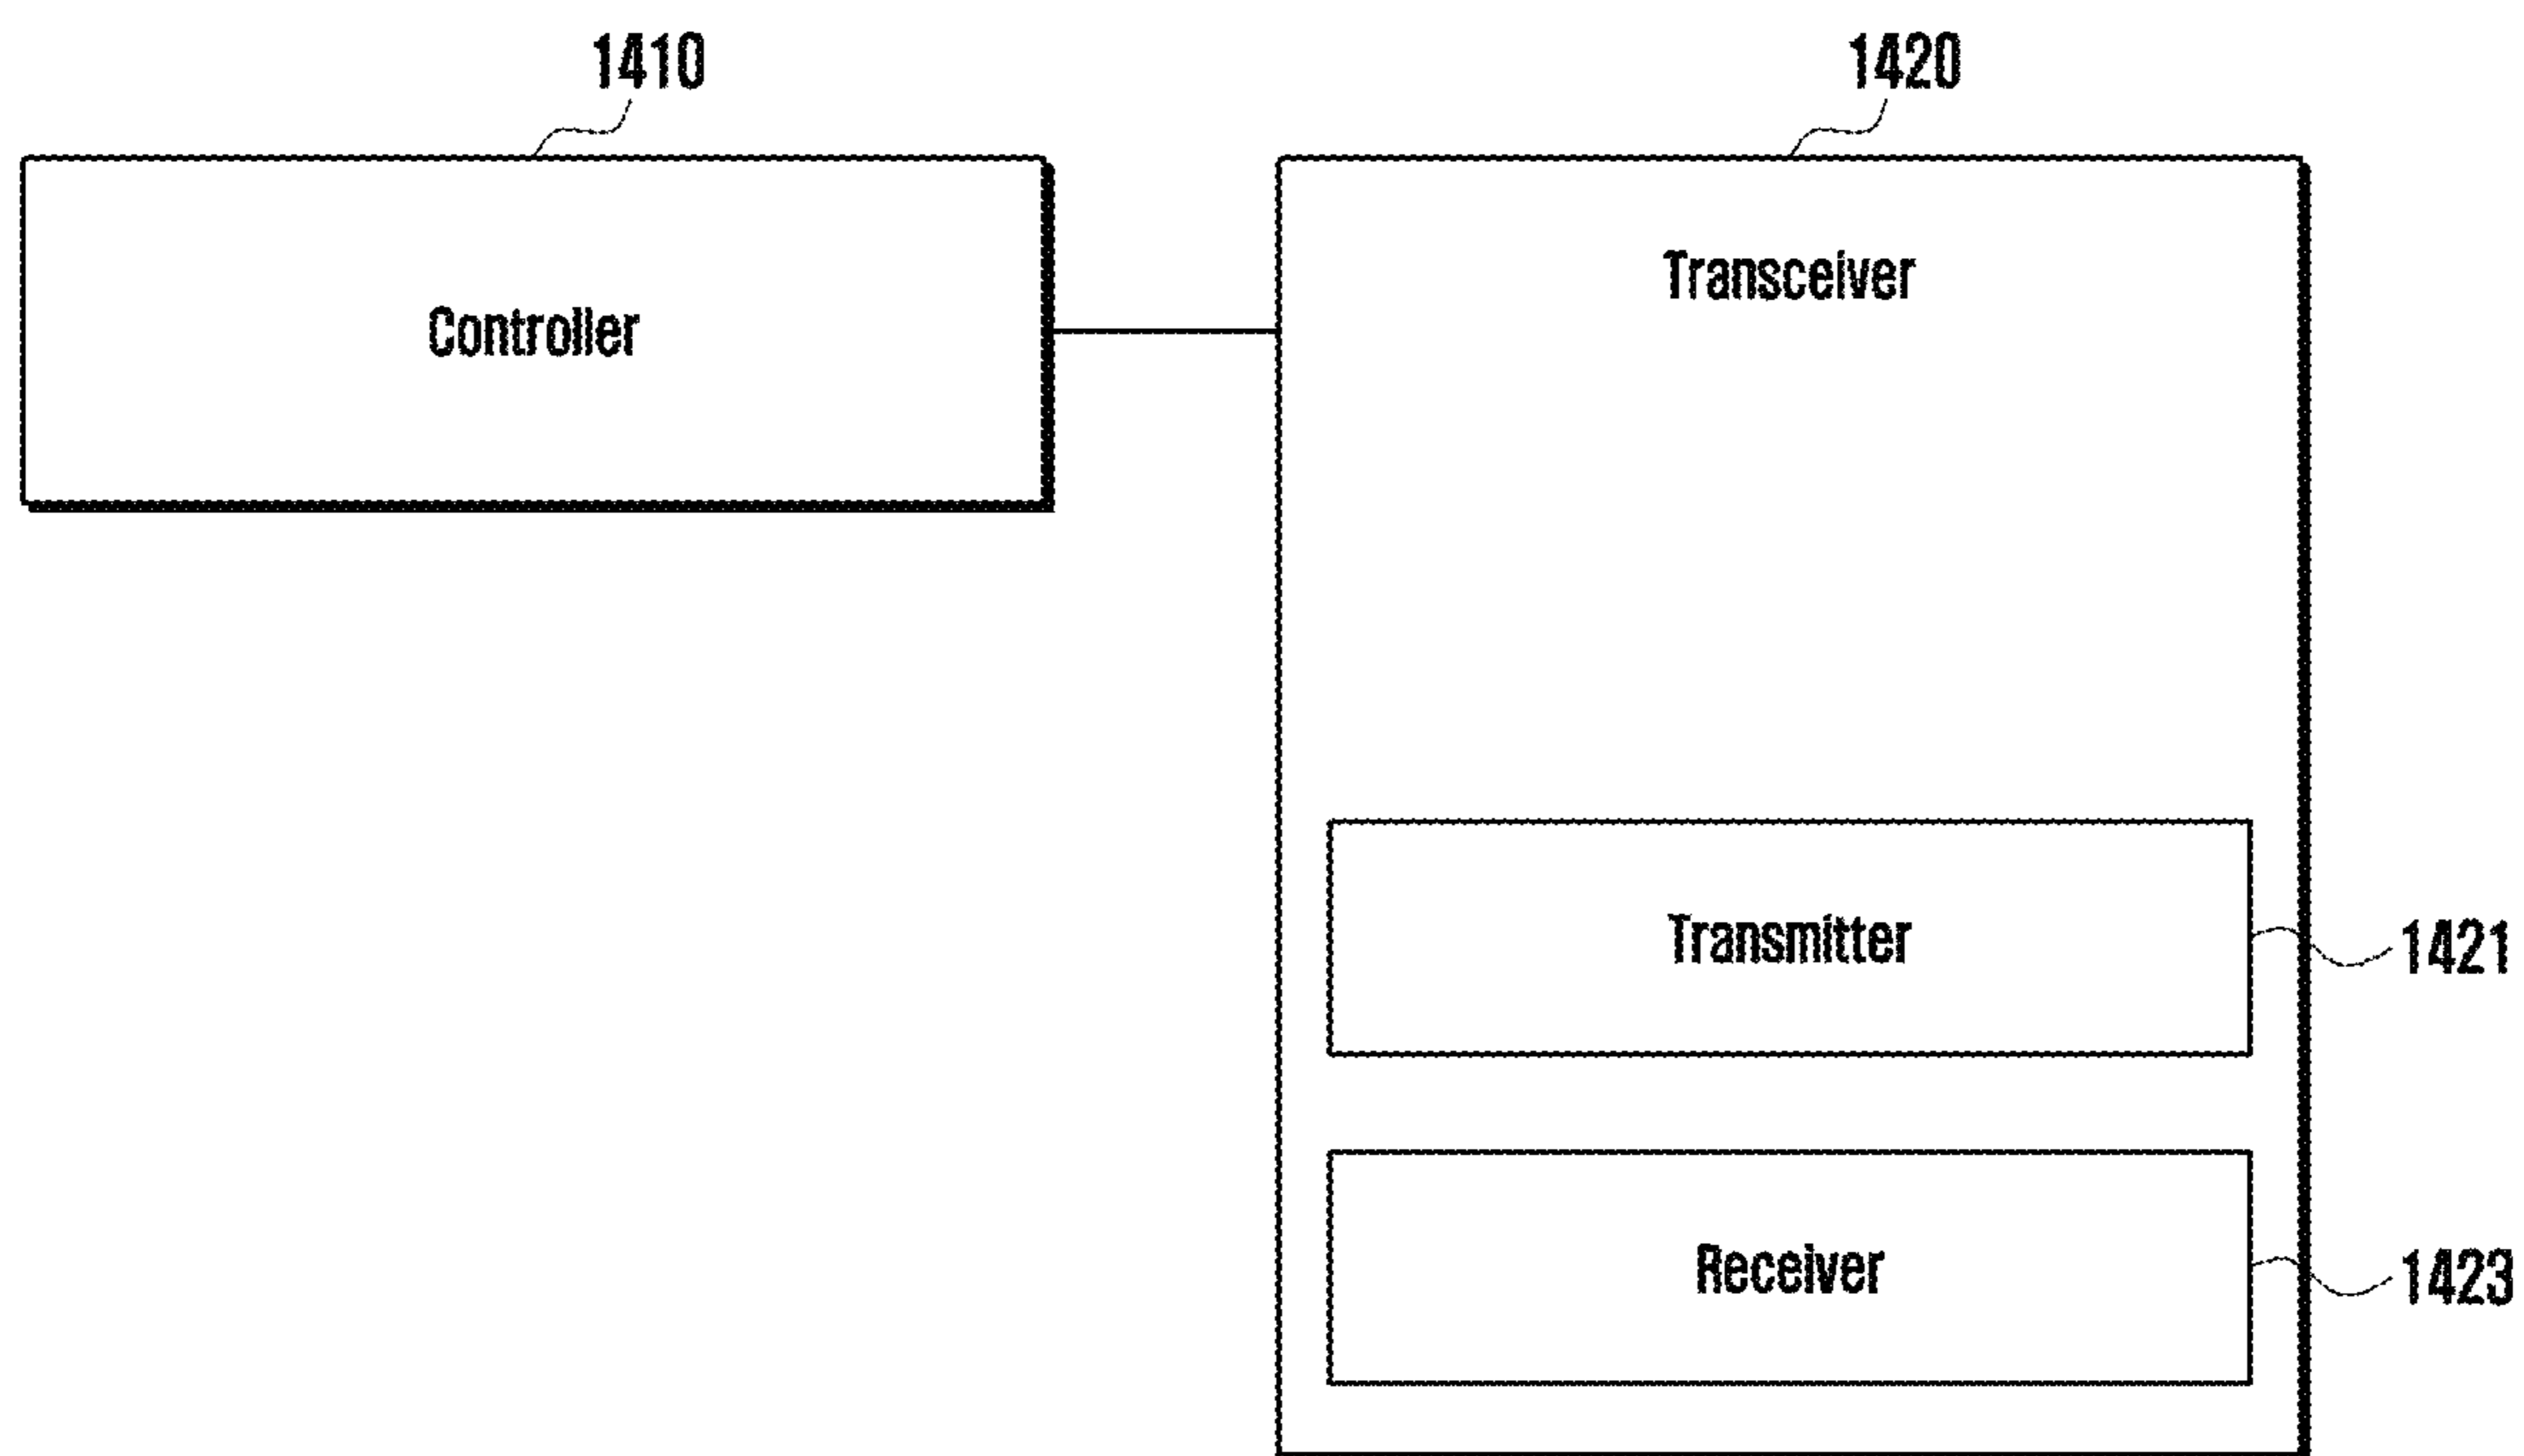 1410
1420
Controller
Transceiver
Transmitter
1421
Receiver
1423